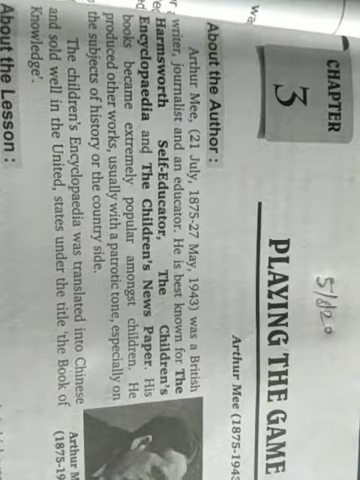 CHAPTER
3
5/1/20
PLAYING THE GAME
Arthur Mee (1875-1943
About the Author :
Arthur Mee, (21 July, 1875-27 May, 1943) was a British
writer, journalist and an educator. He is best known for The
Harmsworth Self-Educator, The Children's
Encyclopaedia and The Children's News Paper. His
books became extremely popular amongst children. He
produced other works, usually with a patriotic tone, especially on
the subjects of history or the country side.
The children's Encyclopaedia was translated into Chinese
and sold well in the United, states under the title 'the Book of
Knowledge'.
Arthur M
(1875-19
About the Lesson :